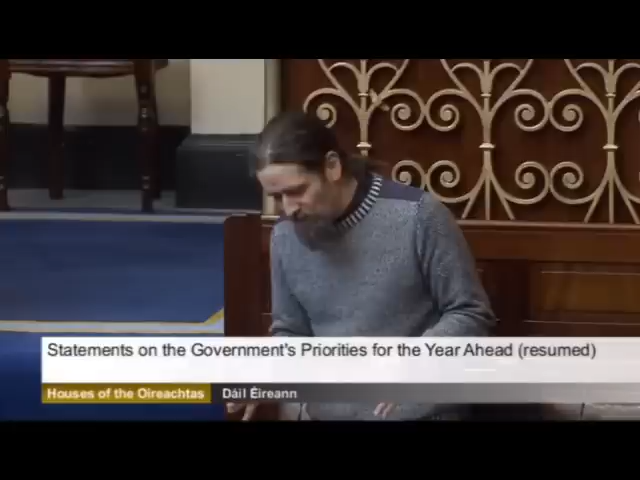 Statements on the Government's Priorities for the Year Ahead (resumed)
Houses of the Oireachtas
Dáil Éireann